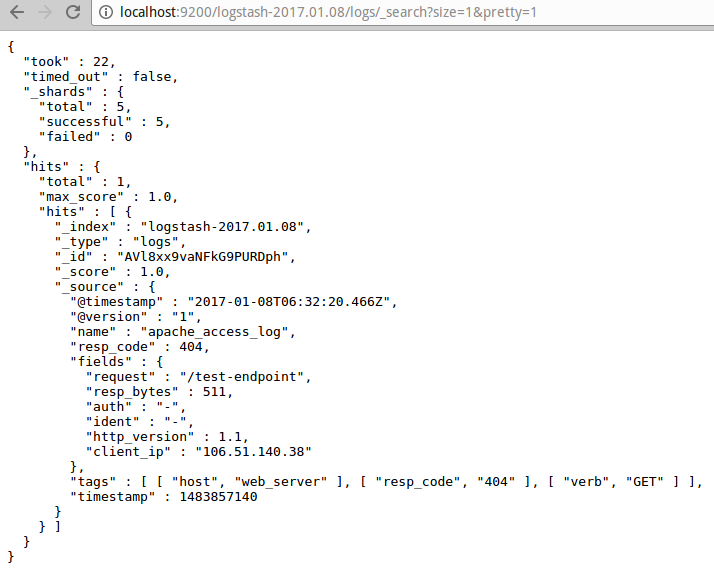 localhost:9200/logstash-2017.01.08/logs/_search?size=1&pretty=1
{
  "took" : 22,
  "timed_out" : false,
  "_shards" : {
    "total" : 5,
    "successful" : 5,
    "failed" : 0
  },
  "hits" : {
    "total" : 1,
    "max_score" : 1.0,
    "hits" : [ {
      "_index" : "logstash-2017.01.08",
      "_type" : "logs",
      "_id" : "AVl8xx9vaNFkG9PURDph",
      "_score" : 1.0,
      "_source" : {
        "@timestamp" : "2017-01-08T06:32:20.466Z",
        "@version" : "1",
        "name" : "apache_access_log",
        "resp_code" : 404,
        "fields" : {
          "request" : "/test-endpoint",
          "resp_bytes" : 511,
          "auth" : "-",
          "ident" : "-",
          "http_version" : 1.1,
          "client_ip" : "106.51.140.38"
        },
        "tags" : [ [ "host", "web_server" ], [ "resp_code", "404" ], [ "verb", "GET" ] ],
        "timestamp" : 1483857140
      }
    } ]
  }
}